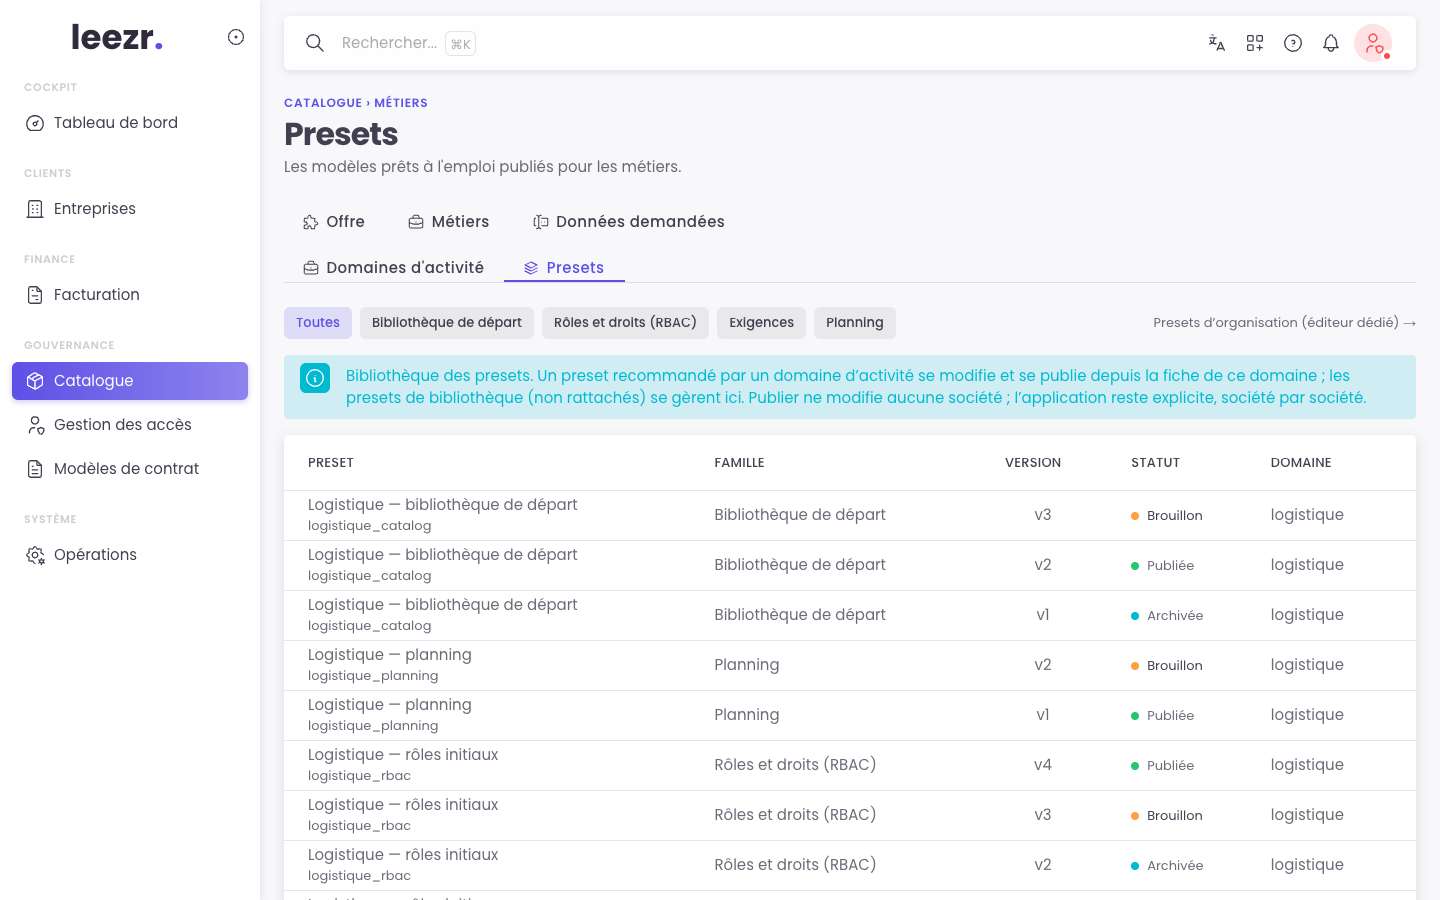 leezr.
Rechercher... ⌘K
COCKPIT
Tableau de bord
CLIENTS
Entreprises
FINANCE
Facturation
GOUVERNANCE
Catalogue
Gestion des accès
Modèles de contrat
SYSTÈME
Opérations
CATALOGUE › MÉTIERS
Presets
Les modèles prêts à l'emploi publiés pour les métiers.
Offre Métiers Données demandées
Domaines d'activité Presets
Toutes Bibliothèque de départ Rôles et droits (RBAC) Exigences Planning Presets d’organisation (éditeur dédié) →
Bibliothèque des presets. Un preset recommandé par un domaine d’activité se modifie et se publie depuis la fiche de ce domaine ; les
presets de bibliothèque (non rattachés) se gèrent ici. Publier ne modifie aucune société ; l’application reste explicite, société par société.
PRESET FAMILLE VERSION STATUT DOMAINE
Logistique — bibliothèque de départ
logistique_catalog
Bibliothèque de départ v3 Brouillon logistique
Logistique — bibliothèque de départ
logistique_catalog
Bibliothèque de départ v2 Publiée logistique
Logistique — bibliothèque de départ
logistique_catalog
Bibliothèque de départ v1 Archivée logistique
Logistique — planning
logistique_planning
Planning v2 Brouillon logistique
Logistique — planning
logistique_planning
Planning v1 Publiée logistique
Logistique — rôles initiaux
logistique_rbac
Rôles et droits (RBAC) v4 Publiée logistique
Logistique — rôles initiaux
logistique_rbac
Rôles et droits (RBAC) v3 Brouillon logistique
Logistique — rôles initiaux
logistique_rbac
Rôles et droits (RBAC) v2 Archivée logistique